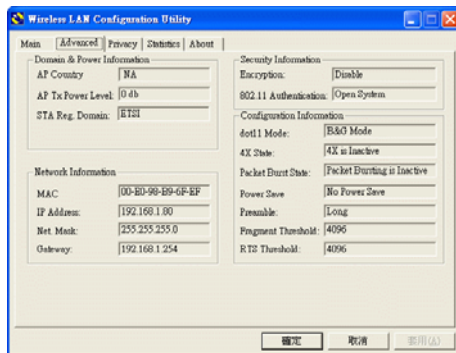 Wireless LAN Configuration Utility
Main Advanced Privacy Statistics About
Domain & Power Information
AP Country NA
AP Tx Power Level: 0 db
STA Reg. Domain: ETSI
Network Information
MAC 00-E0-98-B9-6F-EF
IP Address: 192.168.1.80
Net. Mask: 255.255.255.0
Gateway: 192.168.1.254
Security Information
Encryption: Disable
802.11 Authentication: Open System
Configuration Information
dot11 Mode: B&G Mode
4X State: 4X is Inactive
Packet Burst State: Packet Bursting is Inactive
Power Save No Power Save
Preamble: Long
Fragment Threshold: 4096
RTS Threshold: 4096
確定 取消 套用(A)